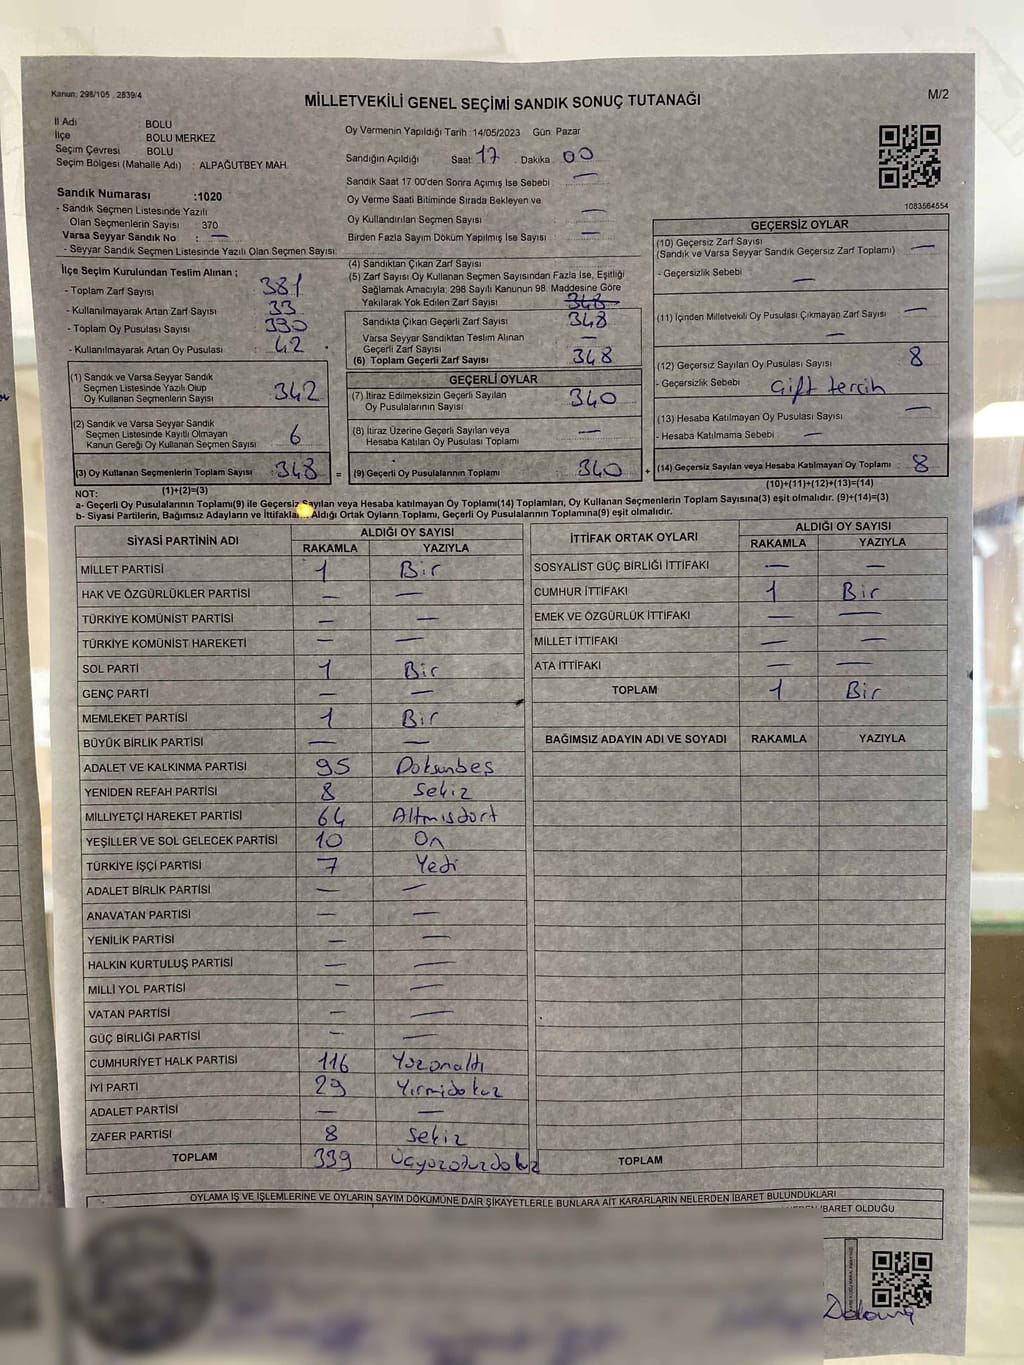 Kanun: 298/105 , 2839/4
MİLLETVEKİLİ GENEL SEÇİMİ SANDIK SONUÇ TUTANAĞI
M/2
İl Adı : BOLU
İlçe : BOLU MERKEZ
Seçim Çevresi : BOLU
Seçim Bölgesi (Mahalle Adı) : ALPAĞUTBEY MAH.
Sandık Numarası :1020
- Sandık Seçmen Listesinde Yazılı
Olan Seçmenlerin Sayısı 370
Varsa Seyyar Sandık No : —
- Seyyar Sandık Seçmen Listesinde Yazılı Olan Seçmen Sayısı:
Oy Vermenin Yapıldığı Tarih :14/05/2023 Gün Pazar
Sandığın Açıldığı Saat: 17 . Dakika 00
Sandık Saat 17 00'den Sonra Açımış İse Sebebi —
Oy Verme Saati Bitiminde Sırada Bekleyen ve
Oy Kullandırılan Seçmen Sayısı —
Birden Fazla Sayım Döküm Yapılmış İse Sayısı —
1083564554
İlçe Seçim Kurulundan Teslim Alınan ;
- Toplam Zarf Sayısı 381
- Kullanılmayarak Artan Zarf Sayısı 33
- Toplam Oy Pusulası Sayısı 390
- Kullanılmayarak Artan Oy Pusulası 42
(1) Sandık ve Varsa Seyyar Sandık
Seçmen Listesinde Yazılı Olup
Oy Kullanan Seçmenlerin Sayısı 342
(2) Sandık ve Varsa Seyyar Sandık
Seçmen Listesinde Kayıtlı Olmayan
Kanun Gereği Oy Kullanan Seçmen Sayısı 6
(3) Oy Kullanan Seçmenlerin Toplam Sayısı 348 =
(1)+(2)=(3)
(4) Sandıktan Çıkan Zarf Sayısı
(5) Zarf Sayısı Oy Kullanan Seçmen Sayısından Fazla İse, Eşitliği
Sağlamak Amacıyla: 298 Sayılı Kanunun 98. Maddesine Göre
Yakılarak Yok Edilen Zarf Sayısı 348
Sandıkta Çıkan Geçerli Zarf Sayısı 348
Varsa Seyyar Sandıktan Teslim Alınan
Geçerli Zarf Sayısı —
(6) Toplam Geçerli Zarf Sayısı 348
GEÇERLİ OYLAR
(7) İtiraz Edilmeksizin Geçerli Sayılan
Oy Pusulalarının Sayısı 340
(8) İtiraz Üzerine Geçerli Sayılan veya
Hesaba Katılan Oy Pusulası Toplamı —
(9) Geçerli Oy Pusulalarının Toplamı 340 +
GEÇERSİZ OYLAR
(10) Geçersiz Zarf Sayısı
(Sandık ve Varsa Seyyar Sandık Geçersiz Zarf Toplamı) —
- Geçersizlik Sebebi —
(11) İçinden Milletvekili Oy Pusulası Çıkmayan Zarf Sayısı —
—
(12) Geçersiz Sayılan Oy Pusulası Sayısı 8
- Geçersizlik Sebebi Çift tercih
(13) Hesaba Katılmayan Oy Pusulası Sayısı —
- Hesaba Katılmama Sebebi —
(14) Geçersiz Sayılan veya Hesaba Katılmayan Oy Toplamı 8
(10)+(11)+(12)+(13)=(14)
NOT:
a- Geçerli Oy Pusulalarının Toplamı(9) ile Geçersiz Sayılan veya Hesaba katılmayan Oy Toplam(14) Toplamları, Oy Kullanan Seçmenlerin Toplam Sayısına(3) eşit olmalıdır. (9)+(14)=(3)
b- Siyasi Partilerin, Bağımsız Adayların ve İttifakların Aldığı Ortak Oyların Toplamı, Geçerli Oy Pusulalarının Toplamına(9) eşit olmalıdır.
SİYASİ PARTİNİN ADI ALDIĞI OY SAYISI
RAKAMLA YAZIYLA
MİLLET PARTİSİ 1 Bir
HAK VE ÖZGÜRLÜKLER PARTİSİ — —
TÜRKİYE KOMÜNİST PARTİSİ — —
TÜRKİYE KOMÜNİST HAREKETİ — —
SOL PARTİ 1 Bir
GENÇ PARTİ — —
MEMLEKET PARTİSİ 1 Bir
BÜYÜK BİRLİK PARTİSİ — —
ADALET VE KALKINMA PARTİSİ 95 Doksanbeş
YENİDEN REFAH PARTİSİ 8 Sekiz
MİLLİYETÇİ HAREKET PARTİSİ 64 Altmısdört
YEŞİLLER VE SOL GELECEK PARTİSİ 10 On
TÜRKİYE İŞÇİ PARTİSİ 7 Yedi
ADALET BİRLİK PARTİSİ — —
ANAVATAN PARTİSİ — —
YENİLİK PARTİSİ — —
HALKIN KURTULUŞ PARTİSİ — —
MİLLİ YOL PARTİSİ — —
VATAN PARTİSİ — —
GÜÇ BİRLİĞİ PARTİSİ — —
CUMHURİYET HALK PARTİSİ 116 Yüzonaltı
İYİ PARTİ 29 Yirmidokuz
ADALET PARTİSİ — —
ZAFER PARTİSİ 8 Sekiz
TOPLAM 339 Üçyüzotuzdokuz
İTTİFAK ORTAK OYLARI ALDIĞI OY SAYISI
RAKAMLA YAZIYLA
SOSYALİST GÜÇ BİRLİĞİ İTTİFAKI — —
CUMHUR İTTİFAKI 1 Bir
EMEK VE ÖZGÜRLÜK İTTİFAKI — —
MİLLET İTTİFAKI — —
ATA İTTİFAKI — —
TOPLAM 1 Bir
BAĞIMSIZ ADAYIN ADI VE SOYADI RAKAMLA YAZIYLA
TOPLAM
OYLAMA İŞ VE İŞLEMLERİNE VE OYLARIN SAYIM DÖKÜMÜNE DAİR ŞİKAYETLERLE BUNLARA AİT KARARLARIN NELERDEN İBARET BULUNDUKLARI
İBARET OLDUĞU